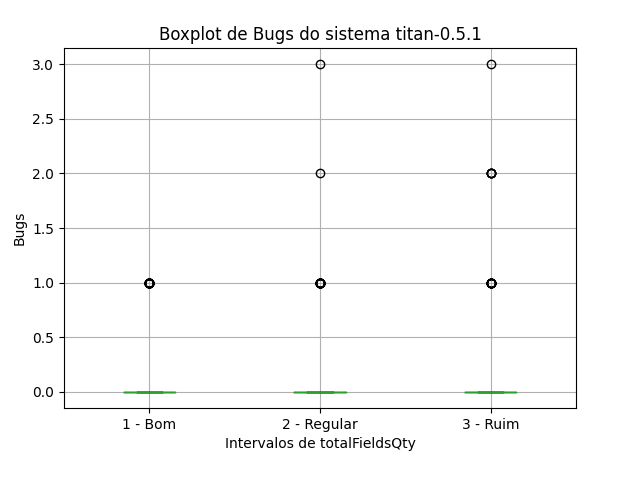 Boxplot de Bugs do sistema titan-0.5.1
3.0
2.5
2.0
1.5
1.0
0.5
0.0
Bugs
1 - Bom
2 - Regular
3 - Ruim
Intervalos de totalFieldsQty